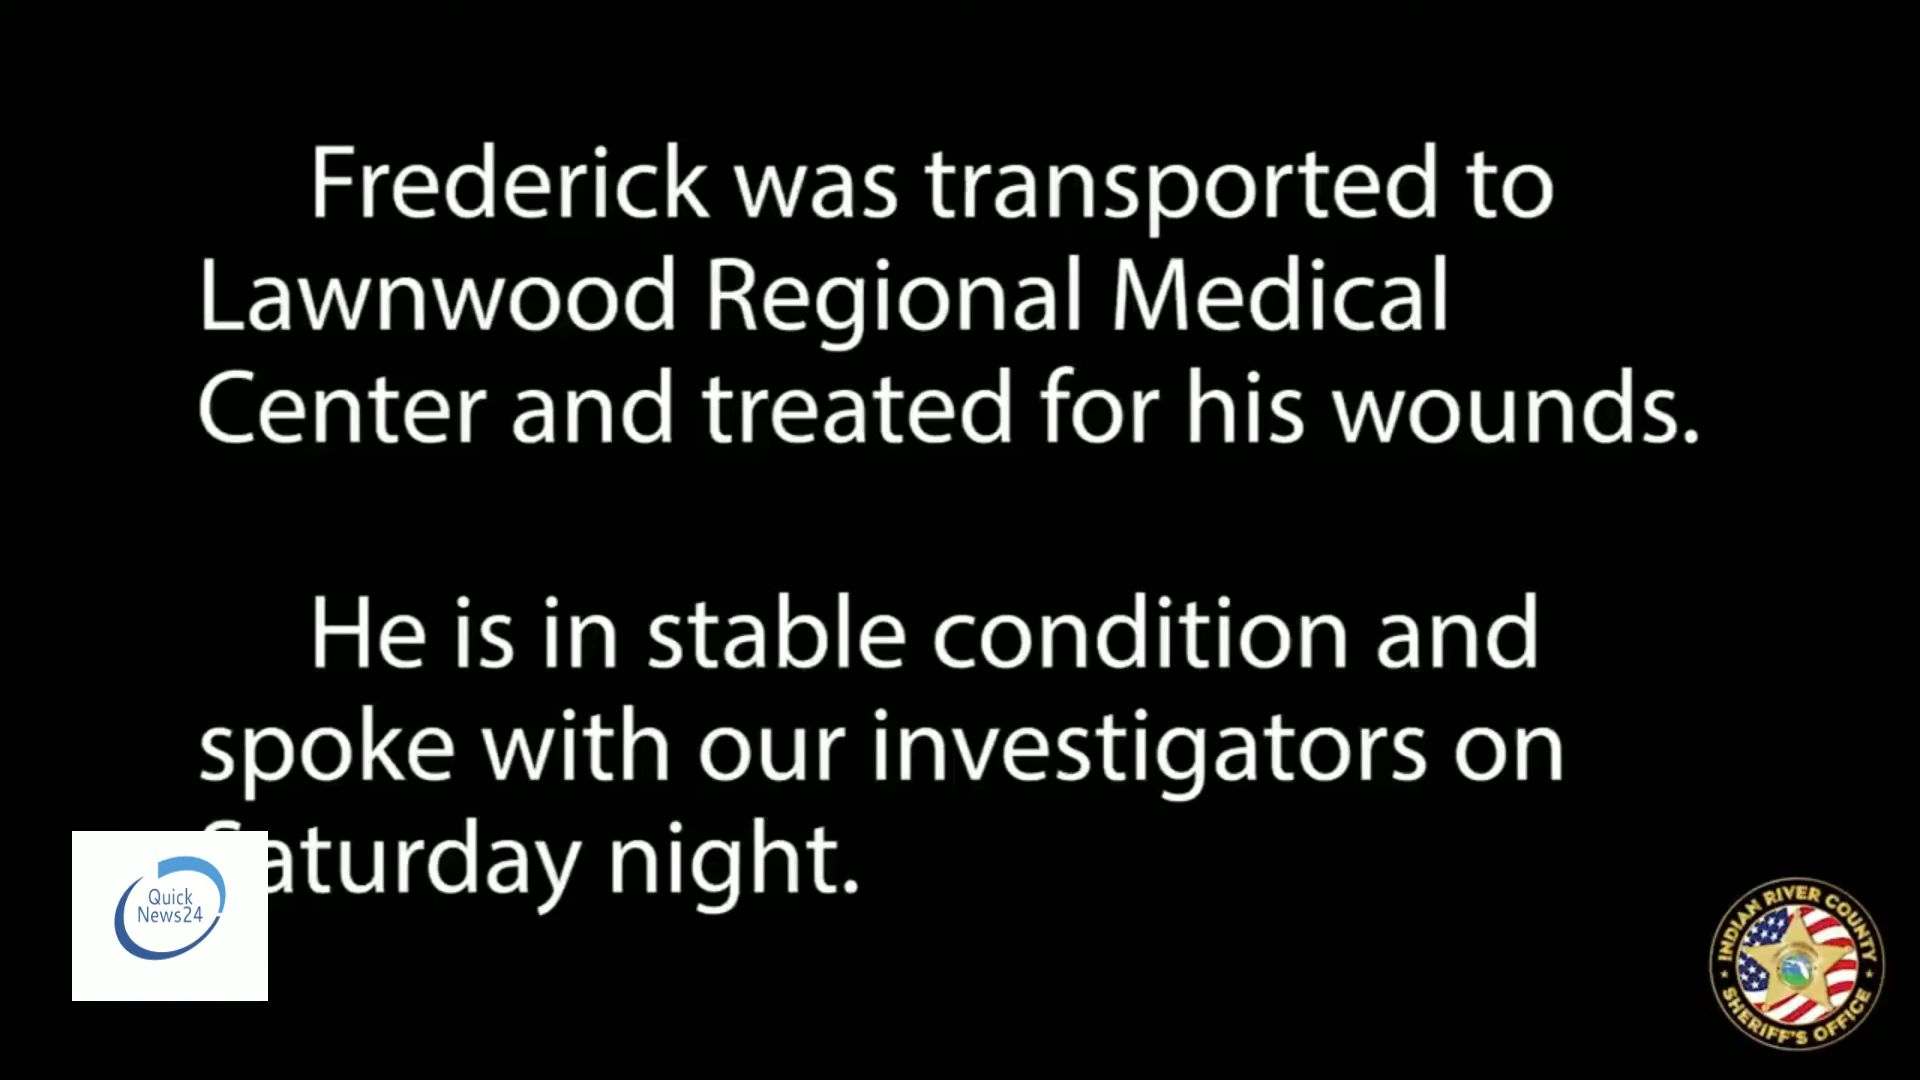 Frederick was transported to
Lawnwood Regional Medical
Center and treated for his wounds.
He is in stable condition and
spoke with our investigators on
Saturday night.
Quick
News24
INDIAN RIVER COUNTY
SHERIFF'S OFFICE